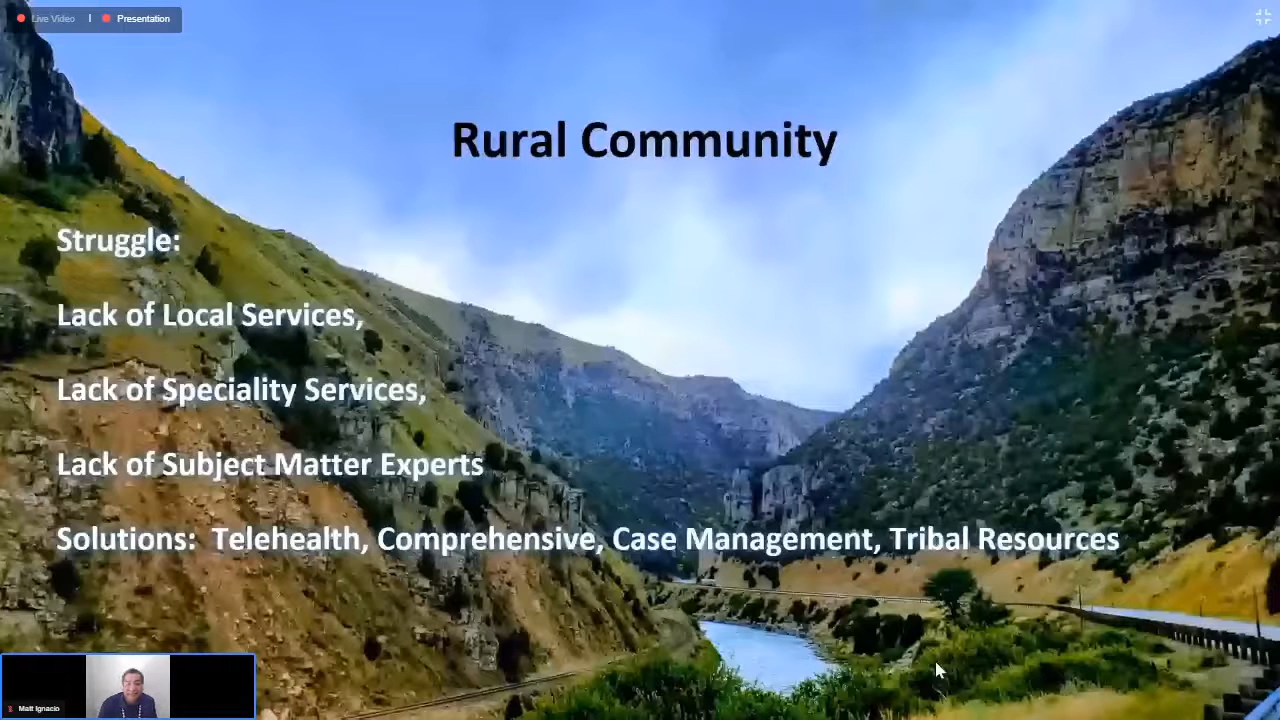 Live Video | Presentation
Rural Community
Struggle:
Lack of Local Services,
Lack of Speciality Services,
Lack of Subject Matter Experts
Solutions: Telehealth, Comprehensive, Case Management, Tribal Resources
Matt Ignacio